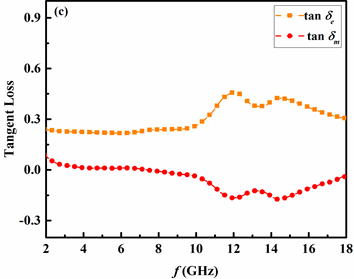 (c)
tan δe
tan δm
Tangent Loss
0.9
0.6
0.3
0.0
-0.3
2 4 6 8 10 12 14 16 18
f (GHz)